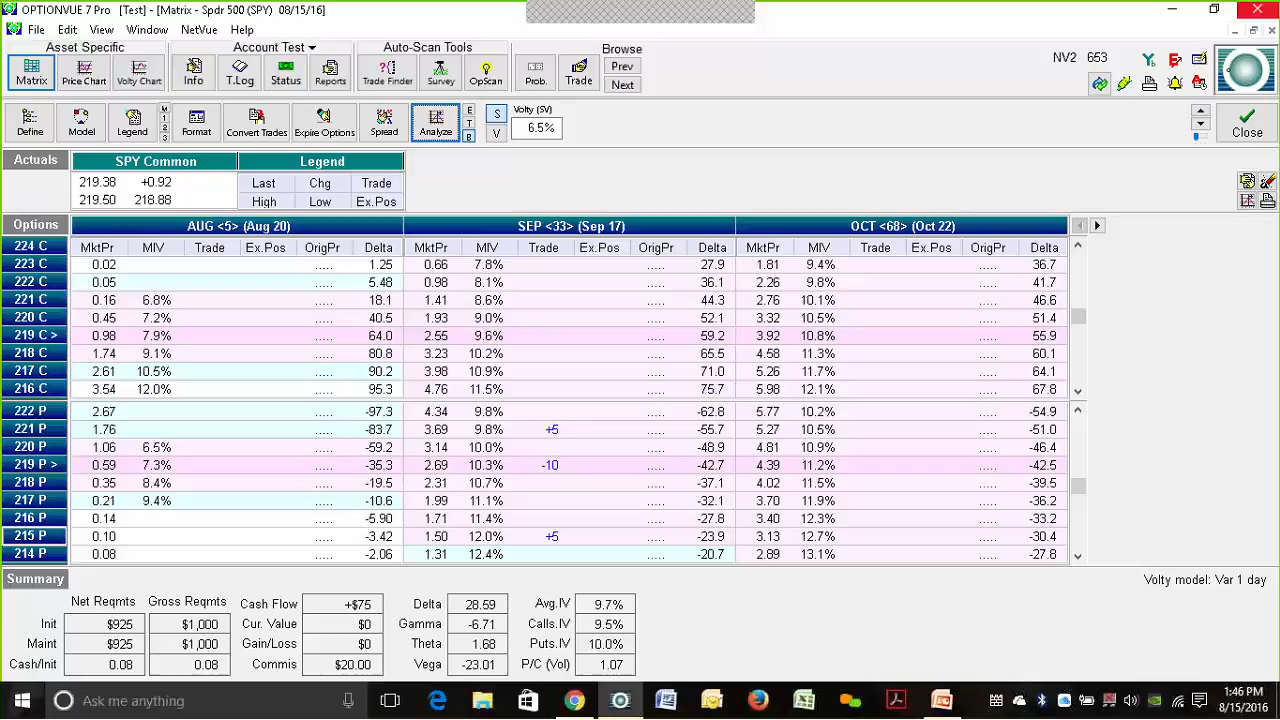 OPTIONVUE 7 Pro [Test] - [Matrix - Spdr 500 (SPY) 08/15/16]
File Edit View Window NetVue Help
Asset Specific Account Test Auto-Scan Tools Browse
Matrix Price Chart Volty Chart Info T.Log Status Reports Trade Finder Survey OpScan Prob. Trade Prev Next NV2 653
Define Model Legend M 1 2 3 Format Convert Trades Expire Options Spread Analyze E T B S V Volty (SV) 6.5% Close
Actuals SPY Common Legend
219.38 +0.92 Last Chg Trade
219.50 218.88 High Low Ex.Pos
Options AUG <5> (Aug 20) SEP <33> (Sep 17) OCT <68> (Oct 22)
224 C MktPr MIV Trade Ex.Pos OrigPr Delta MktPr MIV Trade Ex.Pos OrigPr Delta MktPr MIV Trade Ex.Pos OrigPr Delta
223 C 0.02 ..... 1.25 0.66 7.8% ..... 27.9 1.81 9.4% ..... 36.7
222 C 0.05 ..... 5.48 0.98 8.1% ..... 36.1 2.26 9.8% ..... 41.7
221 C 0.16 6.8% ..... 18.1 1.41 8.6% ..... 44.3 2.76 10.1% ..... 46.6
220 C 0.45 7.2% ..... 40.5 1.93 9.0% ..... 52.1 3.32 10.5% ..... 51.4
219 C > 0.98 7.9% ..... 64.0 2.55 9.6% ..... 59.2 3.92 10.8% ..... 55.9
218 C 1.74 9.1% ..... 80.8 3.23 10.2% ..... 65.5 4.58 11.3% ..... 60.1
217 C 2.61 10.5% ..... 90.2 3.98 10.9% ..... 71.0 5.26 11.7% ..... 64.1
216 C 3.54 12.0% ..... 95.3 4.76 11.5% ..... 75.7 5.98 12.1% ..... 67.8
222 P 2.67 ..... -97.3 4.34 9.8% ..... -62.8 5.77 10.2% ..... -54.9
221 P 1.76 ..... -83.7 3.69 9.8% +5 ..... -55.7 5.27 10.5% ..... -51.0
220 P 1.06 6.5% ..... -59.2 3.14 10.0% ..... -48.9 4.81 10.9% ..... -46.4
219 P > 0.59 7.3% ..... -35.3 2.69 10.3% -10 ..... -42.7 4.39 11.2% ..... -42.5
218 P 0.35 8.4% ..... -19.5 2.31 10.7% ..... -37.1 4.02 11.5% ..... -39.5
217 P 0.21 9.4% ..... -10.6 1.99 11.1% ..... -32.1 3.70 11.9% ..... -36.2
216 P 0.14 ..... -5.90 1.71 11.4% ..... -27.8 3.40 12.3% ..... -33.2
215 P 0.10 ..... -3.42 1.50 12.0% +5 ..... -23.9 3.13 12.7% ..... -30.4
214 P 0.08 ..... -2.06 1.31 12.4% ..... -20.7 2.89 13.1% ..... -27.8
Summary Volty model: Var 1 day
Net Reqmts Gross Reqmts Cash Flow +$75 Delta 28.59 Avg.IV 9.7%
Init $925 $1,000 Cur. Value $0 Gamma -6.71 Calls.IV 9.5%
Maint $925 $1,000 Gain/Loss $0 Theta 1.68 Puts.IV 10.0%
Cash/Init 0.08 0.08 Commis $20.00 Vega -23.01 P/C (Vol) 1.07
Ask me anything 1:46 PM
8/15/2016